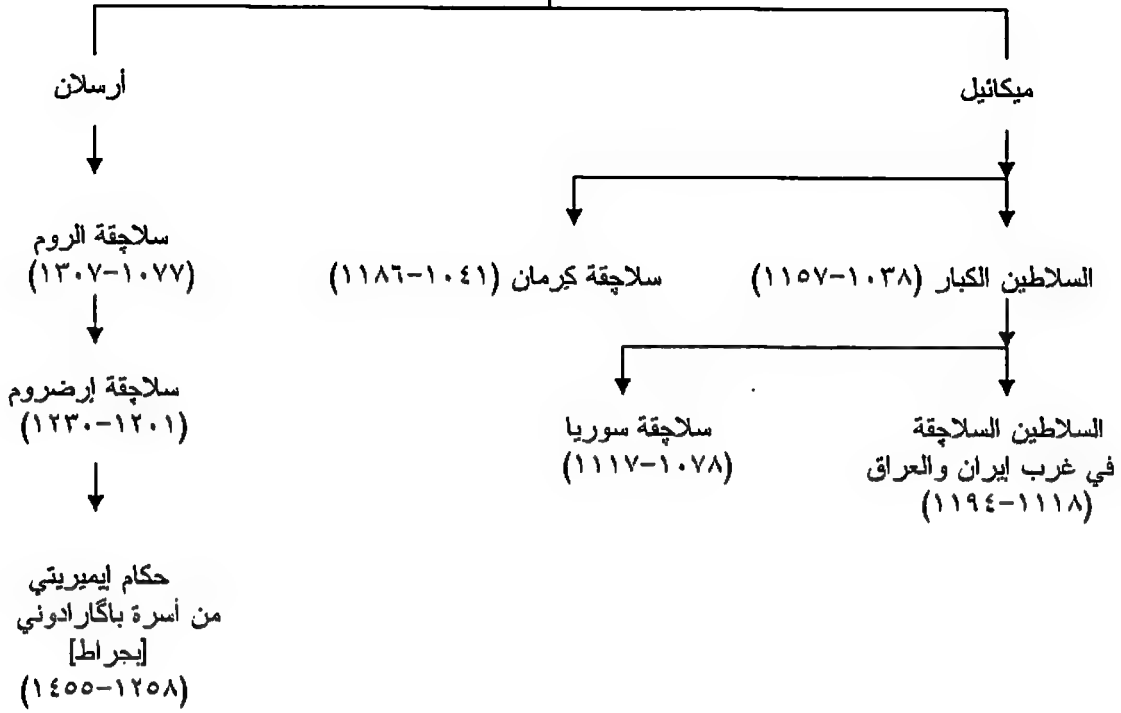 ميكائيل
أرسلان
السلاطين الكبار (١٠٣٨-١١٥٧)
سلاچقة كرمان (١٠٤١-١١٨٦)
سلاچقة الروم
(١٠٧٧-١٣٠٧)
السلاطين السلاچقة
في غرب إيران والعراق
(١١١٨-١١٩٤)
سلاچقة سوريا
(١٠٧٨-١١١٧)
سلاچقة إرضروم
(١٢٠١-١٢٣٠)
حكام إيميريتي
من أسرة باگارادوني
[بجراط]
(١٢٥٨-١٤٥٥)